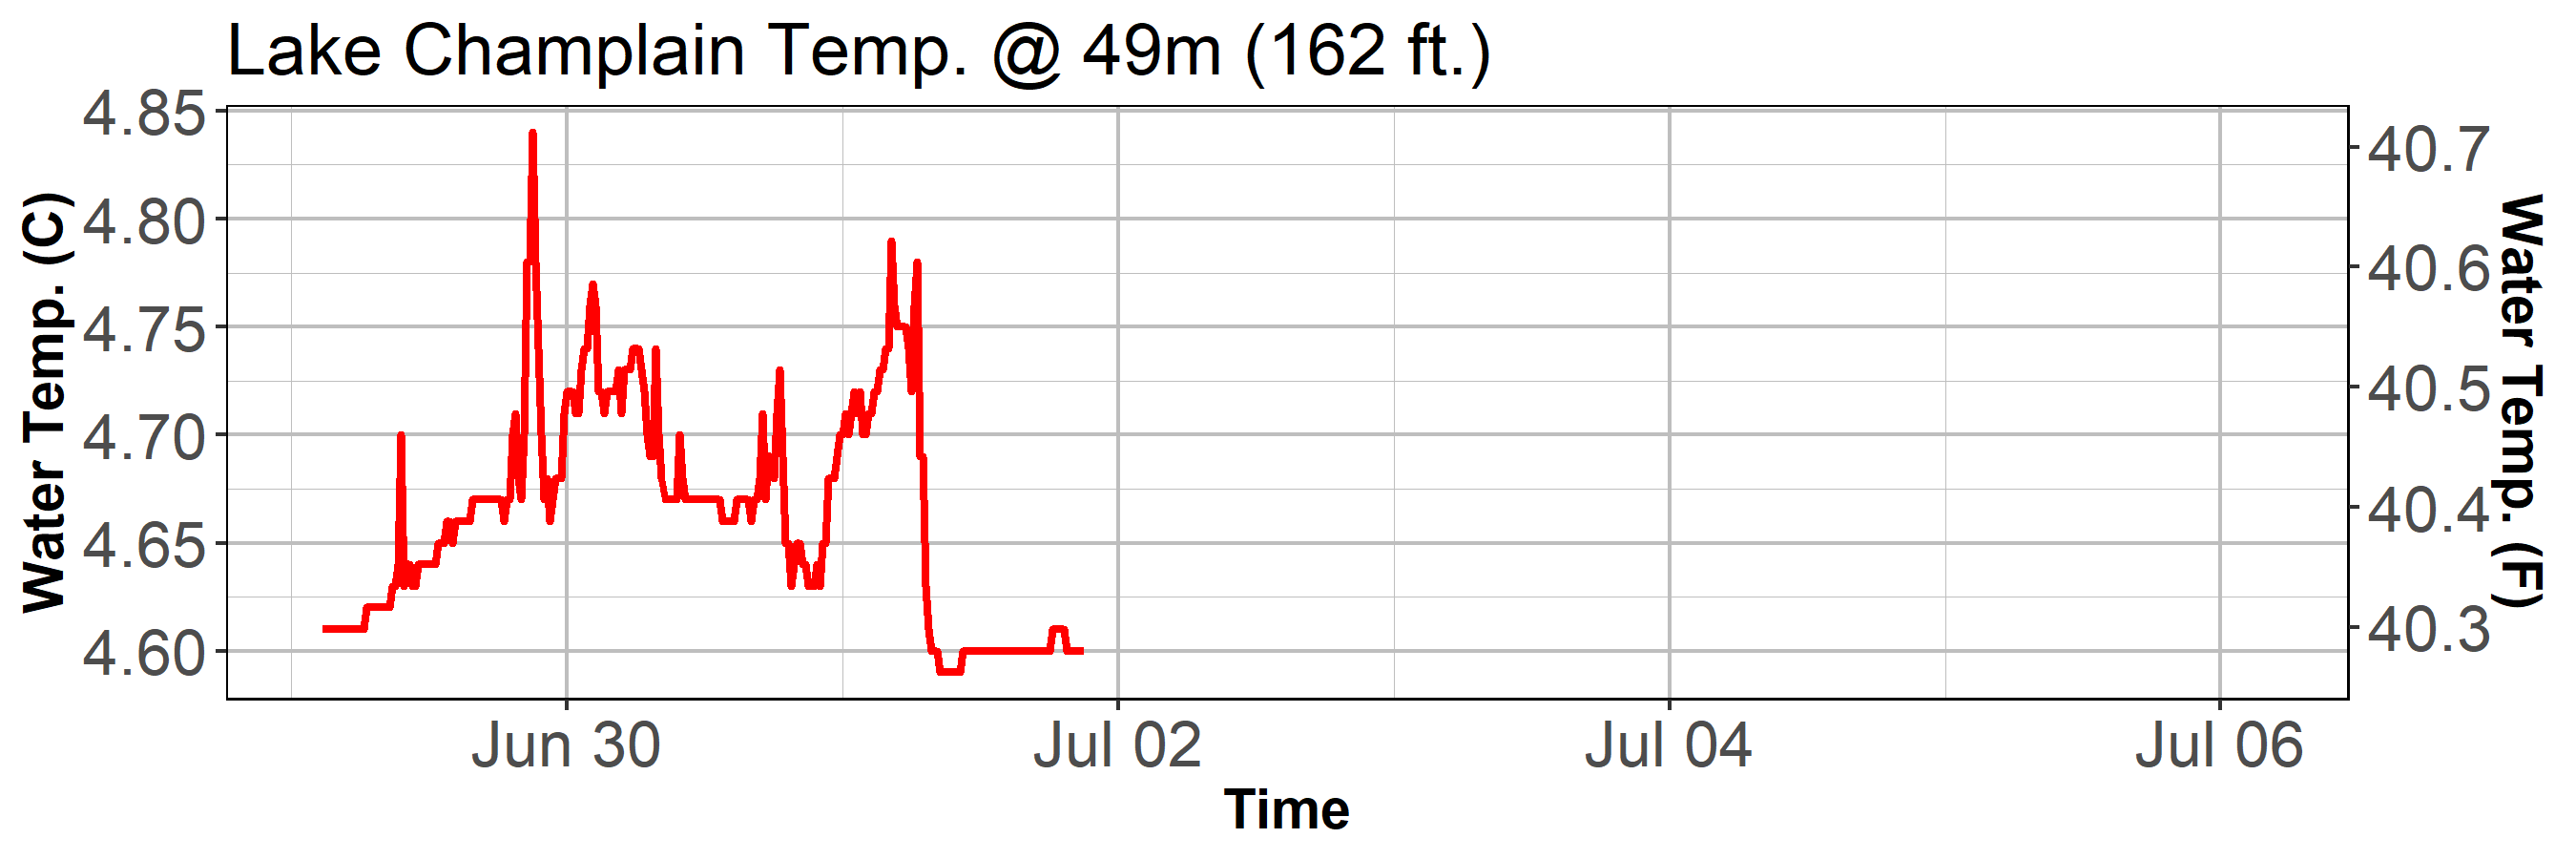 Lake Champlain Temp. @ 49m (162 ft.)
Water Temp. (C)
4.85
4.80
4.75
4.70
4.65
4.60
40.7
40.6
40.5
40.4
40.3
Water Temp. (F)
Jun 30
Jul 02
Jul 04
Jul 06
Time